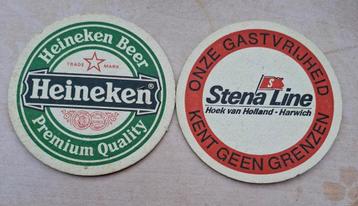 Heineken Beer
TRADE MARK
Heineken
Premium Quality
ONZE GASTVRIJHEID
S
Stena Line
Hoek van Holland - Harwich
KENT GEEN GRENZEN